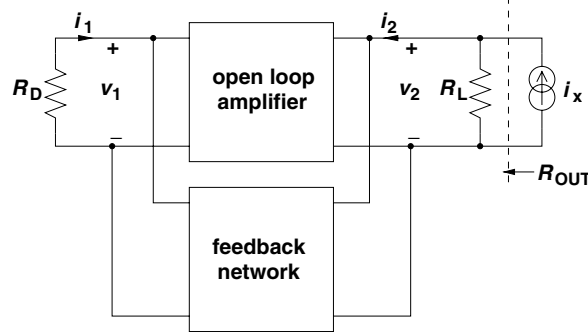 i1
i2
+
+
RD
v1
open loop
amplifier
v2
RL
ix
–
–
ROUT
feedback
network